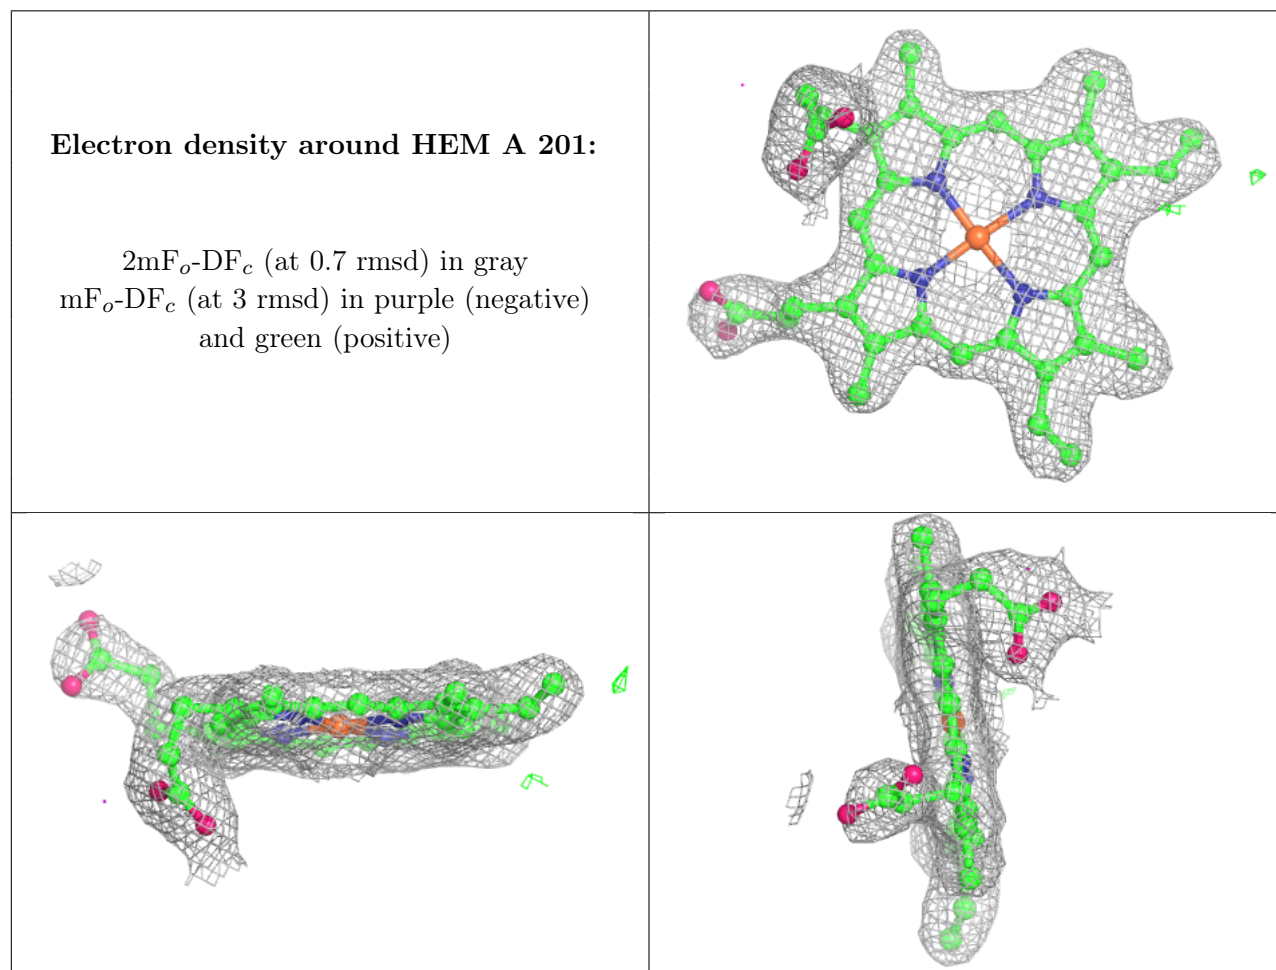 Electron density around HEM A 201:
2mFo-DFc (at 0.7 rmsd) in gray
mFo-DFc (at 3 rmsd) in purple (negative)
and green (positive)